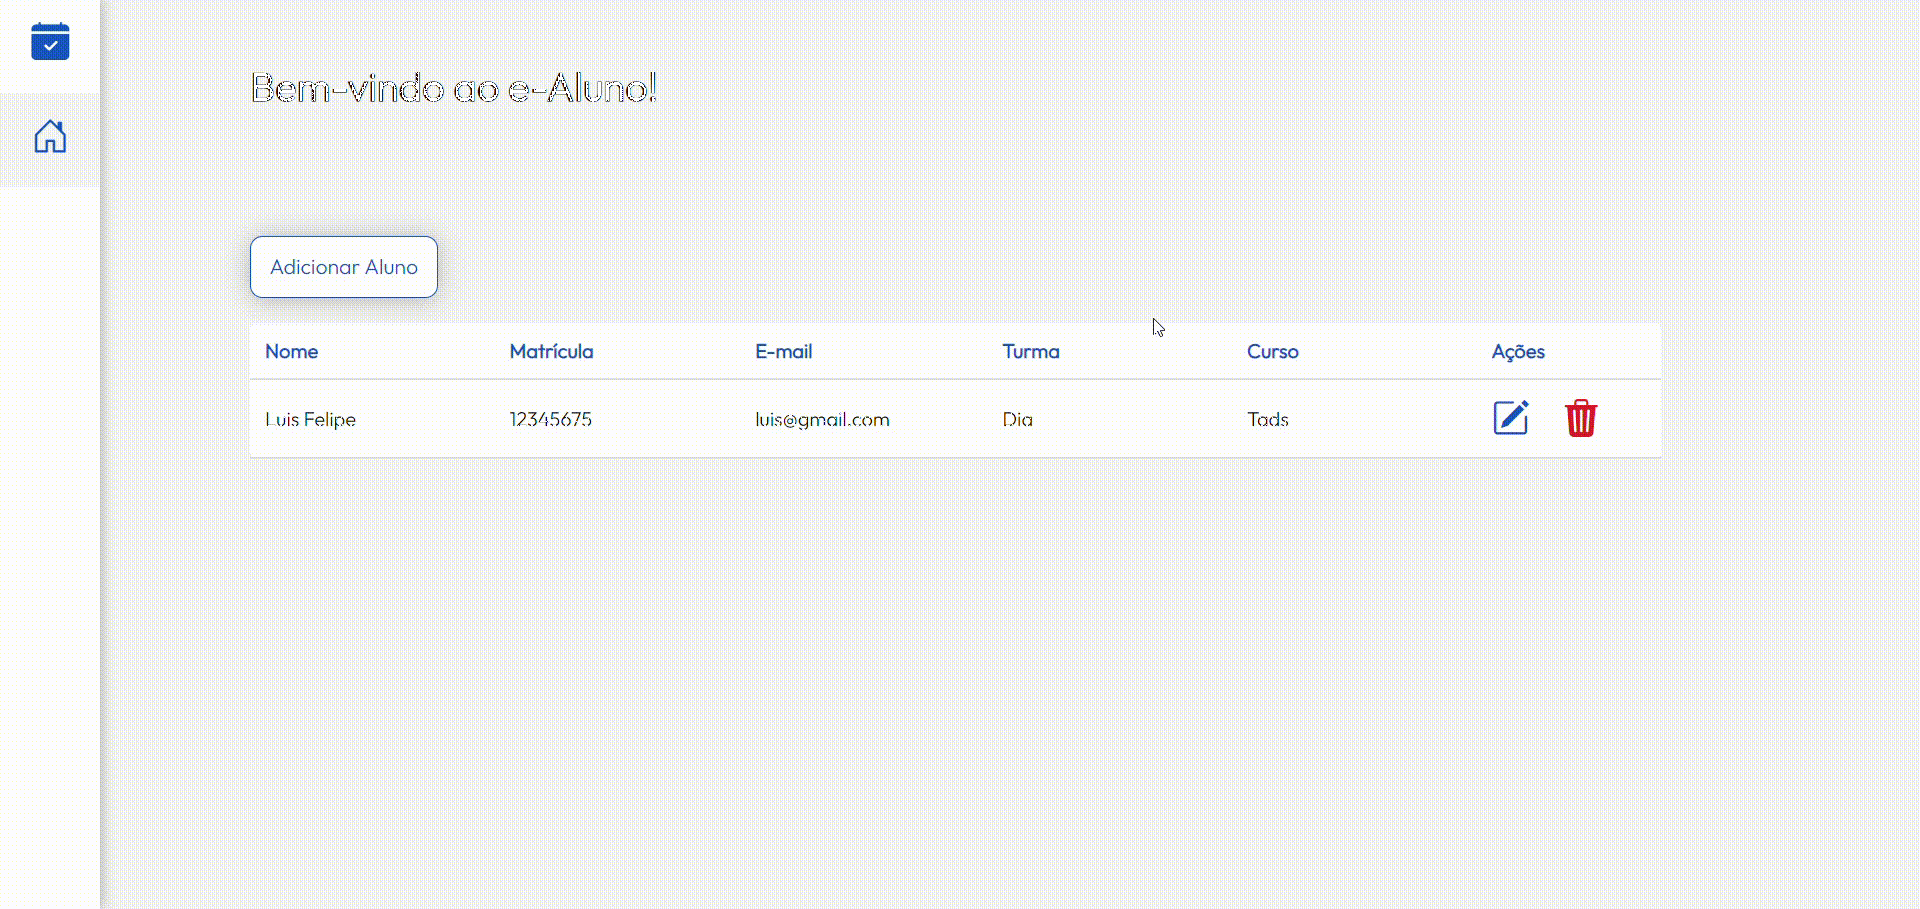 Bem-vindo ao e-Aluno!
Adicionar Aluno
Nome Matrícula E-mail Turma Curso Ações
Luis Felipe 12345675 luis@gmail.com Dia Tads